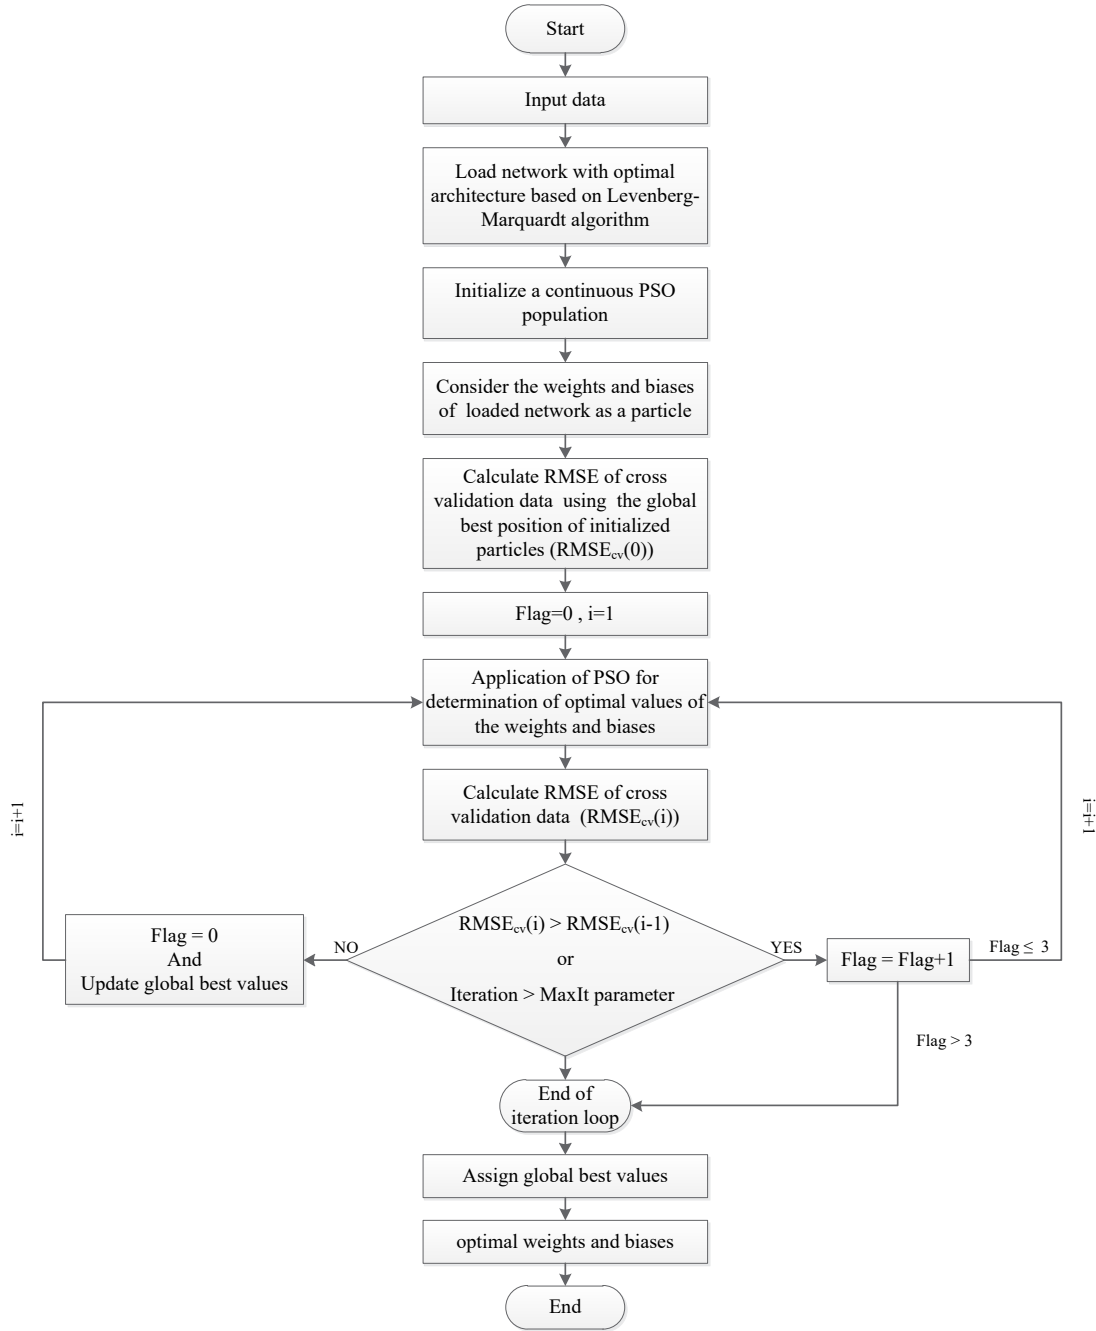 Start
Input data
Load network with optimal
architecture based on Levenberg-
Marquardt algorithm
Initialize a continuous PSO
population
Consider the weights and biases
of loaded network as a particle
Calculate RMSE of cross
validation data using the global
best position of initialized
particles (RMSEcv(0))
Flag=0 , i=1
Application of PSO for
determination of optimal values of
the weights and biases
Calculate RMSE of cross
validation data (RMSEcv(i))
i=i+1
i=i+1
RMSEcv(i) > RMSEcv(i-1)
or
Iteration > MaxIt parameter
NO
YES
Flag = 0
And
Update global best values
Flag = Flag+1
Flag ≤ 3
Flag > 3
End of
iteration loop
Assign global best values
optimal weights and biases
End